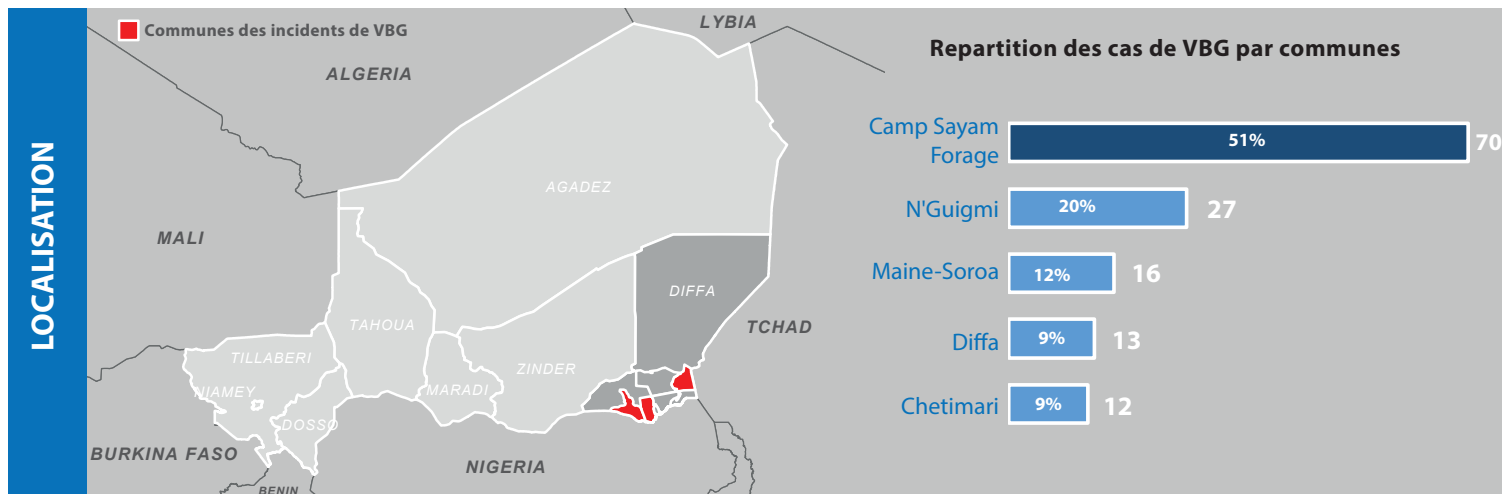 LOCALISATION
Communes des incidents de VBG
LYBIA
ALGERIA
MALI
AGADEZ
DIFFA
TCHAD
TAHOUA
TILLABERI
ZINDER
MARADI
NIAMEY
DOSSO
BURKINA FASO
NIGERIA
BENIN
Repartition des cas de VBG par communes
Camp Sayam
Forage
51%
70
N'Guigmi
20%
27
Maine-Soroa
12%
16
Diffa
9%
13
Chetimari
9%
12